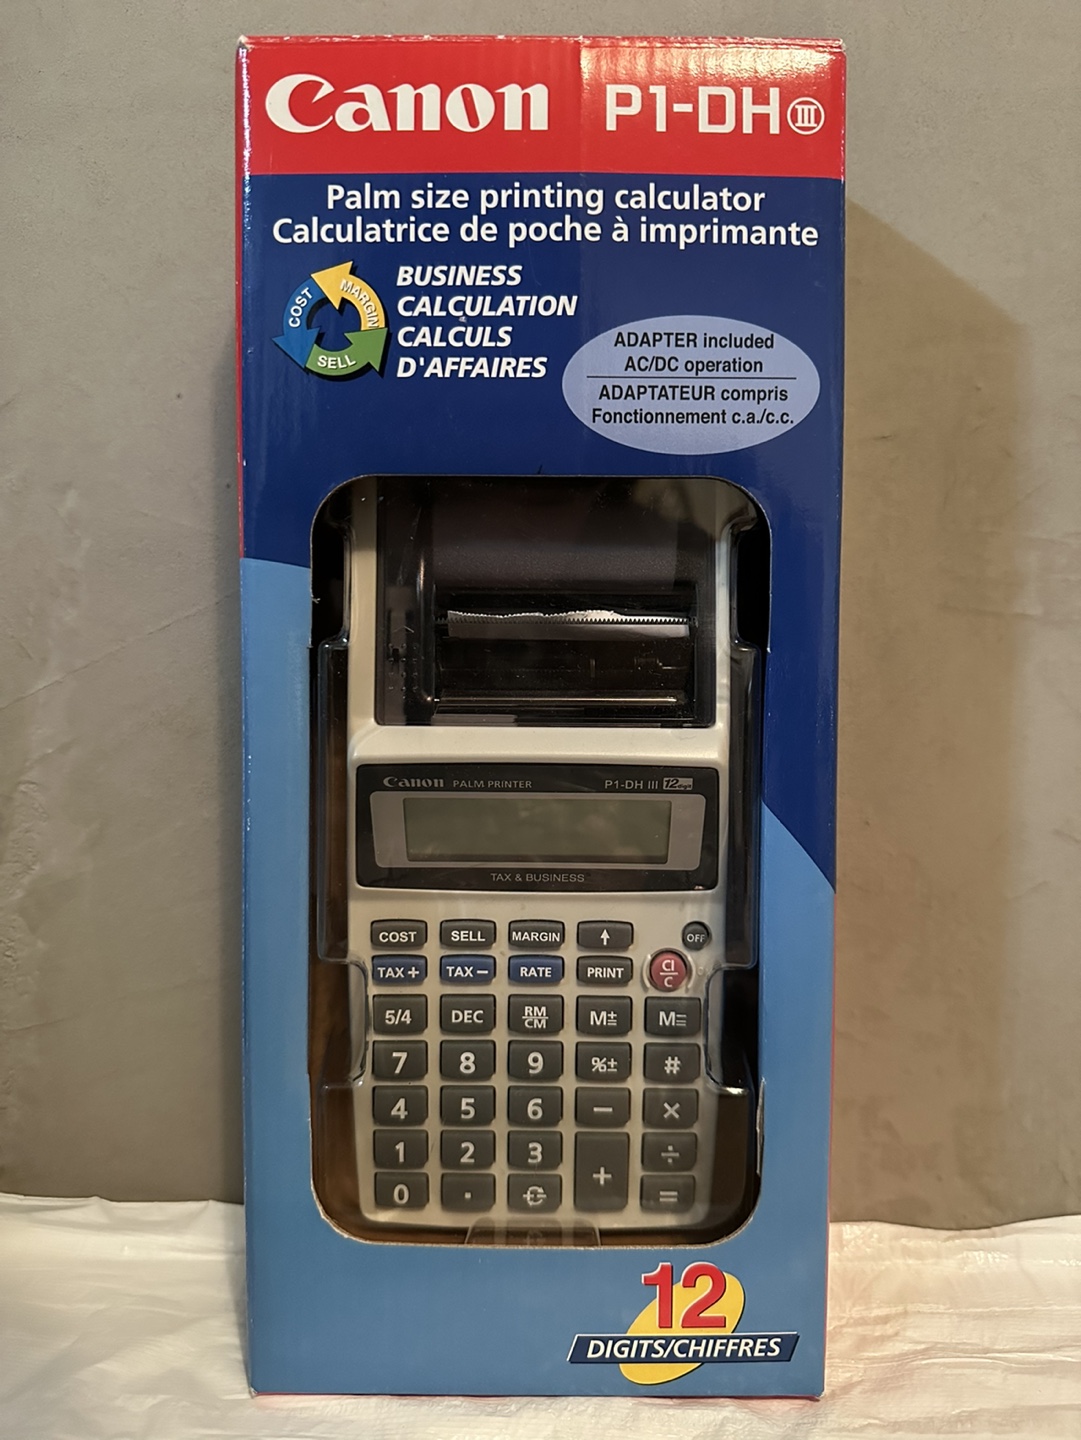 Canon P1-DH III
Palm size printing calculator
Calculatrice de poche à imprimante
COST MARGIN SELL
BUSINESS
CALCULATION
CALCULS
D'AFFAIRES
ADAPTER included
AC/DC operation
ADAPTATEUR compris
Fonctionnement c.a./c.c.
Canon PALM PRINTER P1-DH III 12
TAX & BUSINESS
COST SELL MARGIN ↑ OFF
TAX+ TAX− RATE PRINT CI/C
5/4 DEC RM/CM M± M=
7 8 9 %± #
4 5 6 − ×
1 2 3 + ÷
0 . =
12
DIGITS/CHIFFRES